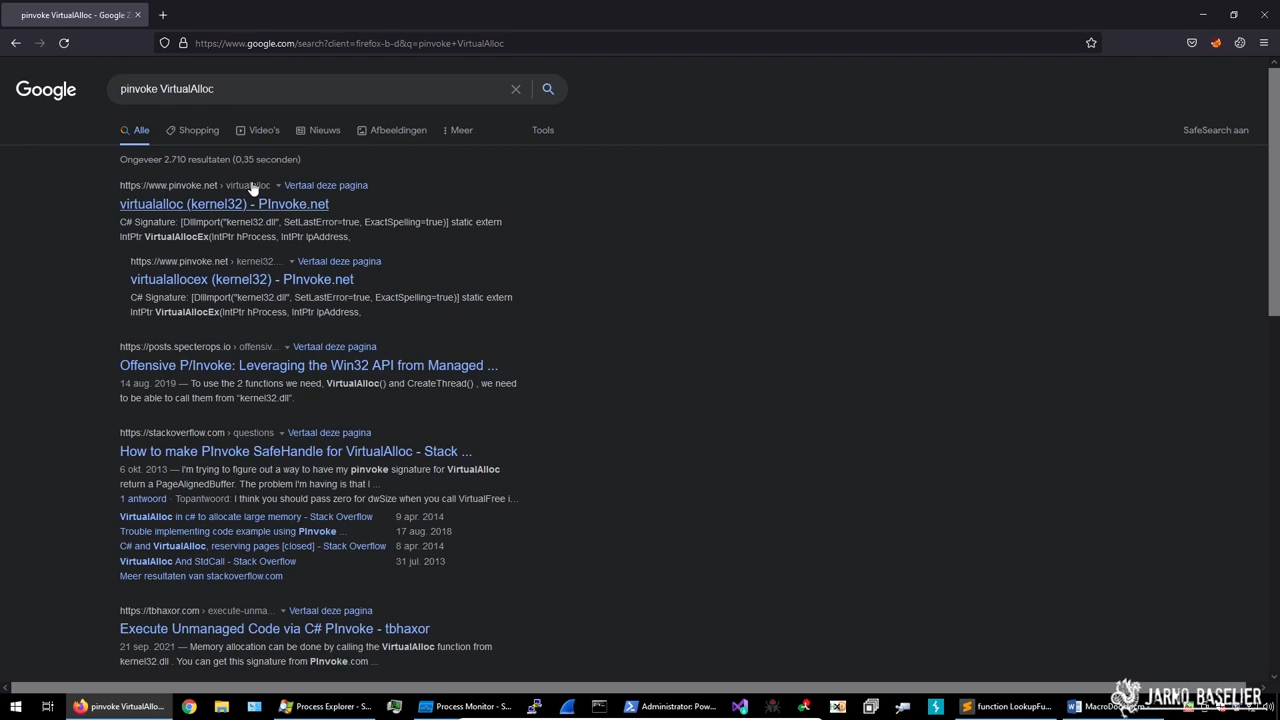 pinvoke VirtualAlloc - Google Z
https://www.google.com/search?client=firefox-b-d&q=pinvoke+VirtualAlloc
Google
pinvoke VirtualAlloc
Alle Shopping Video's Nieuws Afbeeldingen Meer Tools SafeSearch aan
Ongeveer 2.710 resultaten (0,35 seconden)
https://www.pinvoke.net › virtualalloc Vertaal deze pagina
virtualalloc (kernel32) - PInvoke.net
C# Signature: [DllImport("kernel32.dll", SetLastError=true, ExactSpelling=true)] static extern
IntPtr VirtualAllocEx(IntPtr hProcess, IntPtr lpAddress,
https://www.pinvoke.net › kernel32.... Vertaal deze pagina
virtualallocex (kernel32) - PInvoke.net
C# Signature: [DllImport("kernel32.dll", SetLastError=true, ExactSpelling=true)] static extern
IntPtr VirtualAllocEx(IntPtr hProcess, IntPtr lpAddress,
https://posts.specterops.io › offensiv... Vertaal deze pagina
Offensive P/Invoke: Leveraging the Win32 API from Managed ...
14 aug. 2019 — To use the 2 functions we need, VirtualAlloc() and CreateThread() , we need
to be able to call them from “kernel32.dll”.
https://stackoverflow.com › questions Vertaal deze pagina
How to make PInvoke SafeHandle for VirtualAlloc - Stack ...
6 okt. 2013 — I'm trying to figure out a way to have my pinvoke signature for VirtualAlloc
return a PageAlignedBuffer. The problem I'm having is that I ...
1 antwoord · Topantwoord: I think you should pass zero for dwSize when you call VirtualFree i...
VirtualAlloc in c# to allocate large memory - Stack Overflow 9 apr. 2014
Trouble implementing code example using Pinvoke ... 17 aug. 2018
C# and VirtualAlloc, reserving pages [closed] - Stack Overflow 8 apr. 2014
VirtualAlloc And StdCall - Stack Overflow 31 jul. 2013
Meer resultaten van stackoverflow.com
https://tbhaxor.com › execute-unma... Vertaal deze pagina
Execute Unmanaged Code via C# PInvoke - tbhaxor
21 sep. 2021 — Memory allocation can be done by calling the VirtualAlloc function from
kernel32.dll . You can get this signature from PInvoke.com ...
JARNO BASELIER
pinvoke VirtualAllo... Process Explorer - S... Process Monitor - S... Administrator: Pow... function LookupFu...